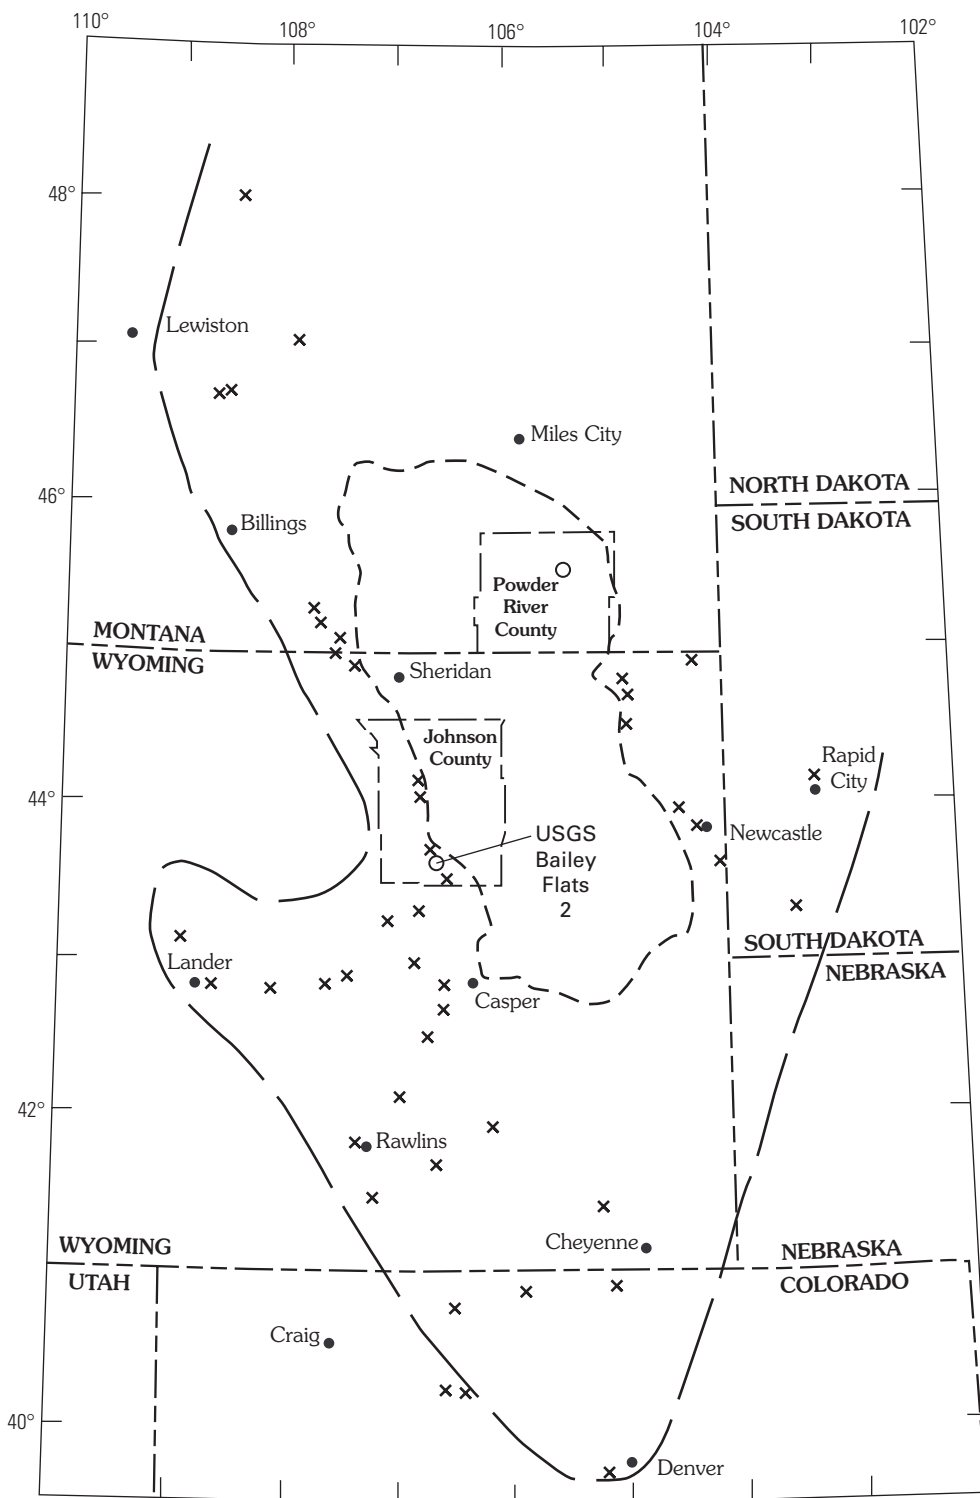 110°
108°
106°
104°
102°
48°
Lewiston
Miles City
46°
NORTH DAKOTA
SOUTH DAKOTA
Billings
Powder
River
County
MONTANA
WYOMING
Sheridan
Johnson
County
Rapid
City
44°
USGS
Bailey
Flats
2
Newcastle
SOUTH DAKOTA
NEBRASKA
Lander
Casper
42°
Rawlins
Cheyenne
WYOMING
UTAH
NEBRASKA
COLORADO
Craig
40°
Denver